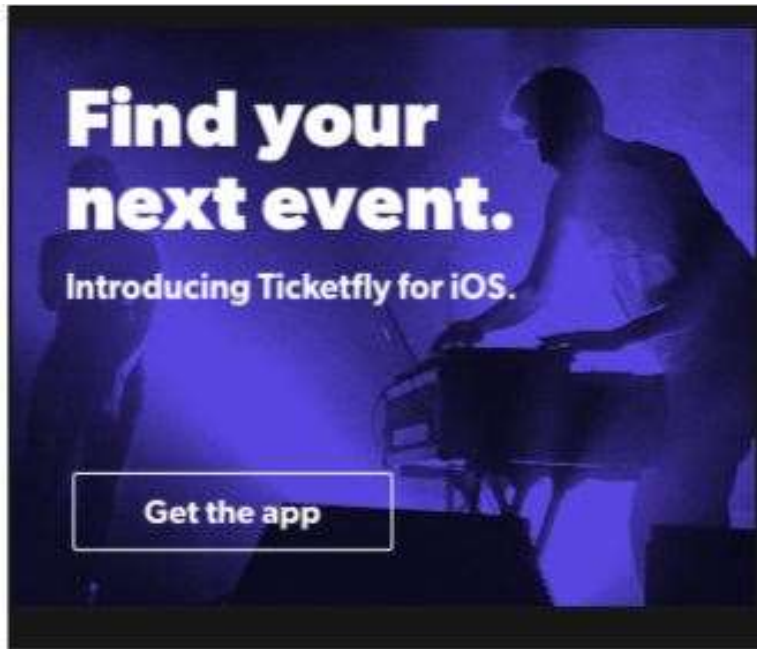 Find your
next event.
Introducing Ticketfly for iOS.
Get the app